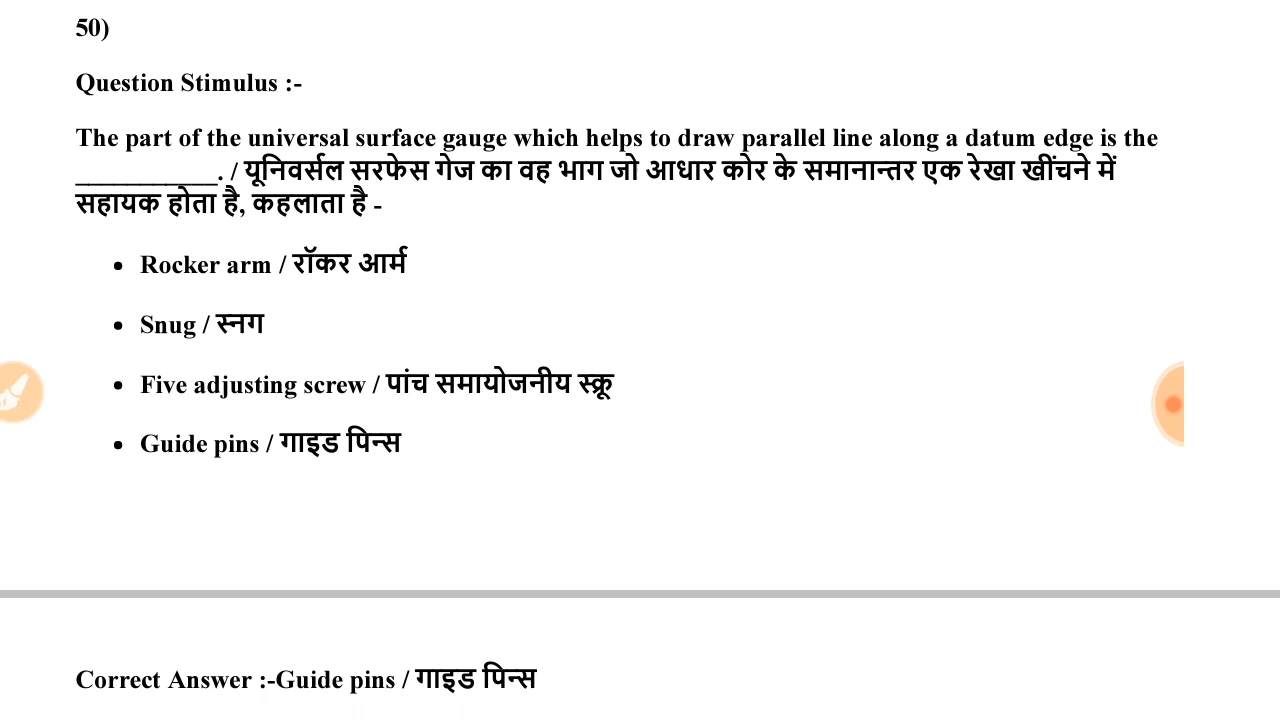 50)
Question Stimulus :-
The part of the universal surface gauge which helps to draw parallel line along a datum edge is the
___________. / यूनिवर्सल सरफेस गेज का वह भाग जो आधार कोर के समानान्तर एक रेखा खींचने में
सहायक होता है, कहलाता है -
• Rocker arm / रॉकर आर्म
• Snug / स्नग
• Five adjusting screw / पांच समायोजनीय स्क्रू
• Guide pins / गाइड पिन्स
Correct Answer :-Guide pins / गाइड पिन्स